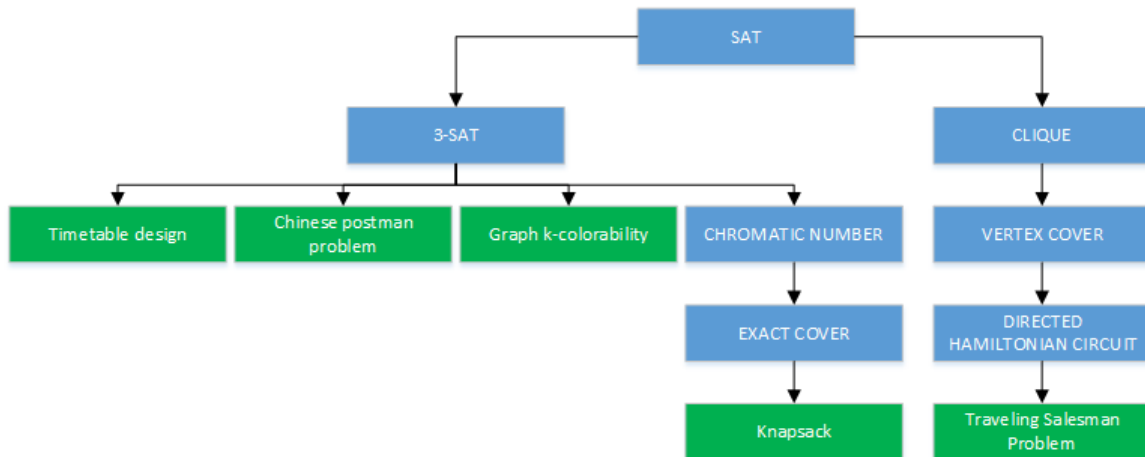 SAT
3-SAT
CLIQUE
Timetable design
Chinese postman
problem
Graph k-colorability
CHROMATIC NUMBER
VERTEX COVER
EXACT COVER
DIRECTED
HAMILTONIAN CIRCUIT
Knapsack
Traveling Salesman
Problem